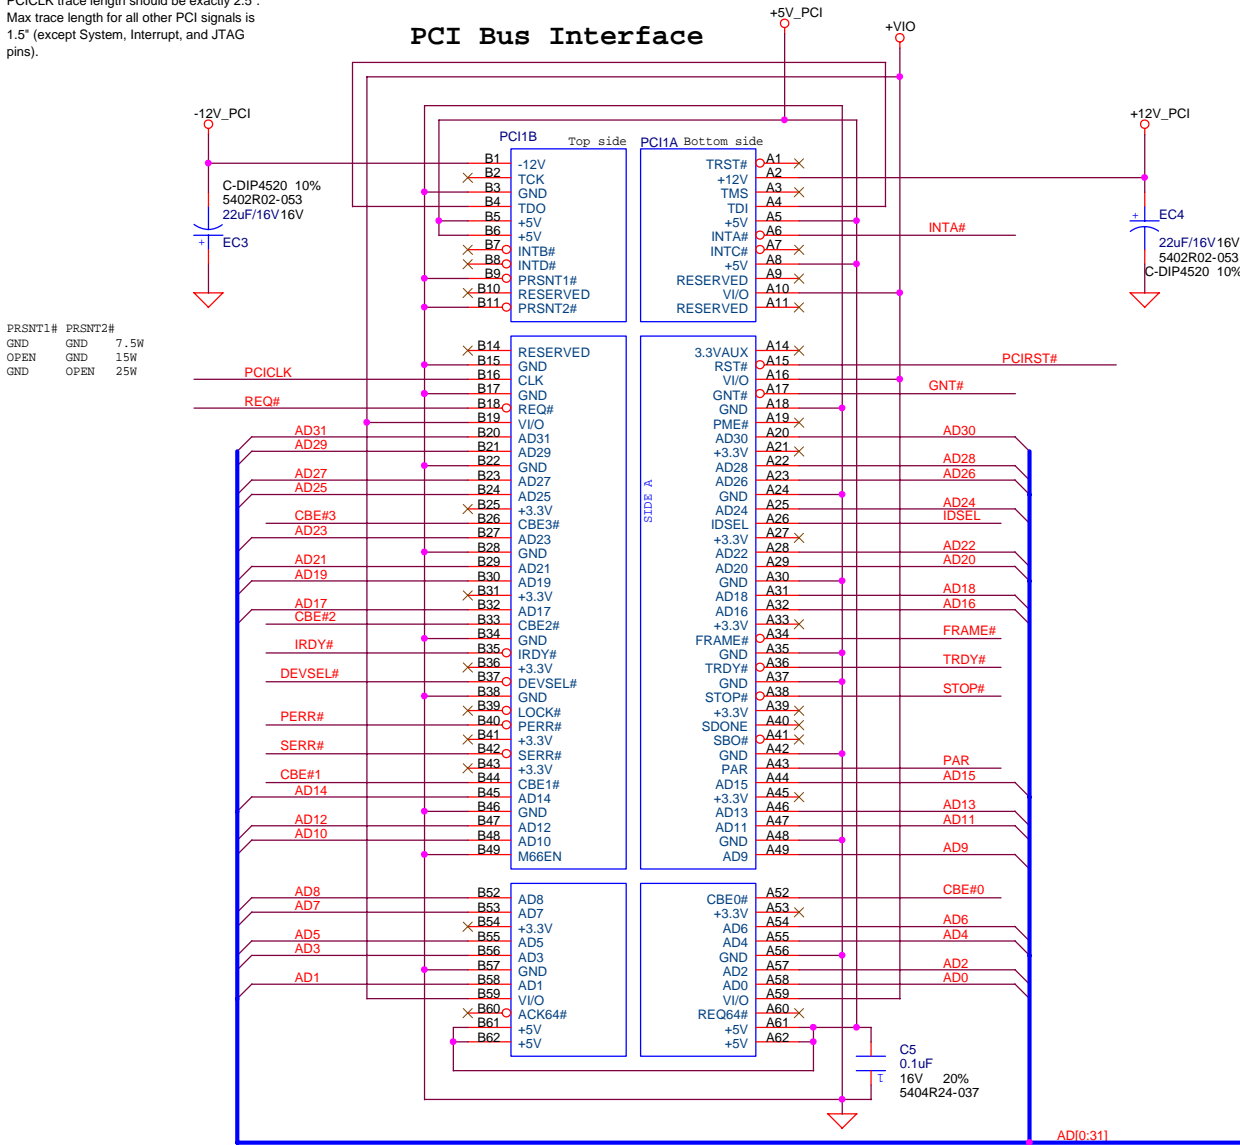 PCICLK trace length should be exactly 2.5".
Max trace length for all other PCI signals is
1.5" (except System, Interrupt, and JTAG
pins).
PCI Bus Interface
+5V_PCI
+VIO
-12V_PCI
+12V_PCI
PCI1B
Top side
PCI1A
Bottom side
C-DIP4520 10%
5402R02-053
22uF/16V 16V
+
EC3
+
EC4
22uF/16V 16V
5402R02-053
C-DIP4520 10%
PRSNT1# PRSNT2#
GND GND 7.5W
OPEN GND 15W
GND OPEN 25W
B1 -12V
B2 TCK
B3 GND
B4 TDO
B5 +5V
B6 +5V
B7 INTB#
B8 INTD#
B9 PRSNT1#
B10 RESERVED
B11 PRSNT2#
TRST# A1
+12V A2
TMS A3
TDI A4
+5V A5
INTA# A6 INTA#
INTC# A7
+5V A8
RESERVED A9
VI/O A10
RESERVED A11
B14 RESERVED
B15 GND
PCICLK B16 CLK
B17 GND
REQ# B18 REQ#
B19 VI/O
AD31 B20 AD31
AD29 B21 AD29
B22 GND
AD27 B23 AD27
AD25 B24 AD25
B25 +3.3V
CBE#3 B26 CBE3#
AD23 B27 AD23
B28 GND
AD21 B29 AD21
AD19 B30 AD19
B31 +3.3V
AD17 B32 AD17
CBE#2 B33 CBE2#
B34 GND
IRDY# B35 IRDY#
B36 +3.3V
DEVSEL# B37 DEVSEL#
B38 GND
B39 LOCK#
PERR# B40 PERR#
B41 +3.3V
SERR# B42 SERR#
B43 +3.3V
CBE#1 B44 CBE1#
AD14 B45 AD14
B46 GND
AD12 B47 AD12
AD10 B48 AD10
B49 M66EN
SIDE A
3.3VAUX A14
RST# A15 PCIRST#
VI/O A16
GNT# A17 GNT#
GND A18
PME# A19
AD30 A20 AD30
+3.3V A21
AD28 A22 AD28
AD26 A23 AD26
GND A24
AD24 A25 AD24
IDSEL A26 IDSEL
+3.3V A27
AD22 A28 AD22
AD20 A29 AD20
GND A30
AD18 A31 AD18
AD16 A32 AD16
+3.3V A33
FRAME# A34 FRAME#
GND A35
TRDY# A36 TRDY#
GND A37
STOP# A38 STOP#
+3.3V A39
SDONE A40
SBO# A41
GND A42
PAR A43 PAR
AD15 A44 AD15
+3.3V A45
AD13 A46 AD13
AD11 A47 AD11
GND A48
AD9 A49 AD9
AD8 B52 AD8
AD7 B53 AD7
B54 +3.3V
AD5 B55 AD5
AD3 B56 AD3
B57 GND
AD1 B58 AD1
B59 VI/O
B60 ACK64#
B61 +5V
B62 +5V
CBE0# A52 CBE#0
+3.3V A53
AD6 A54 AD6
AD4 A55 AD4
GND A56
AD2 A57 AD2
AD0 A58 AD0
VI/O A59
REQ64# A60
+5V A61
+5V A62
C5
0.1uF
16V 20%
5404R24-037
AD[0:31]